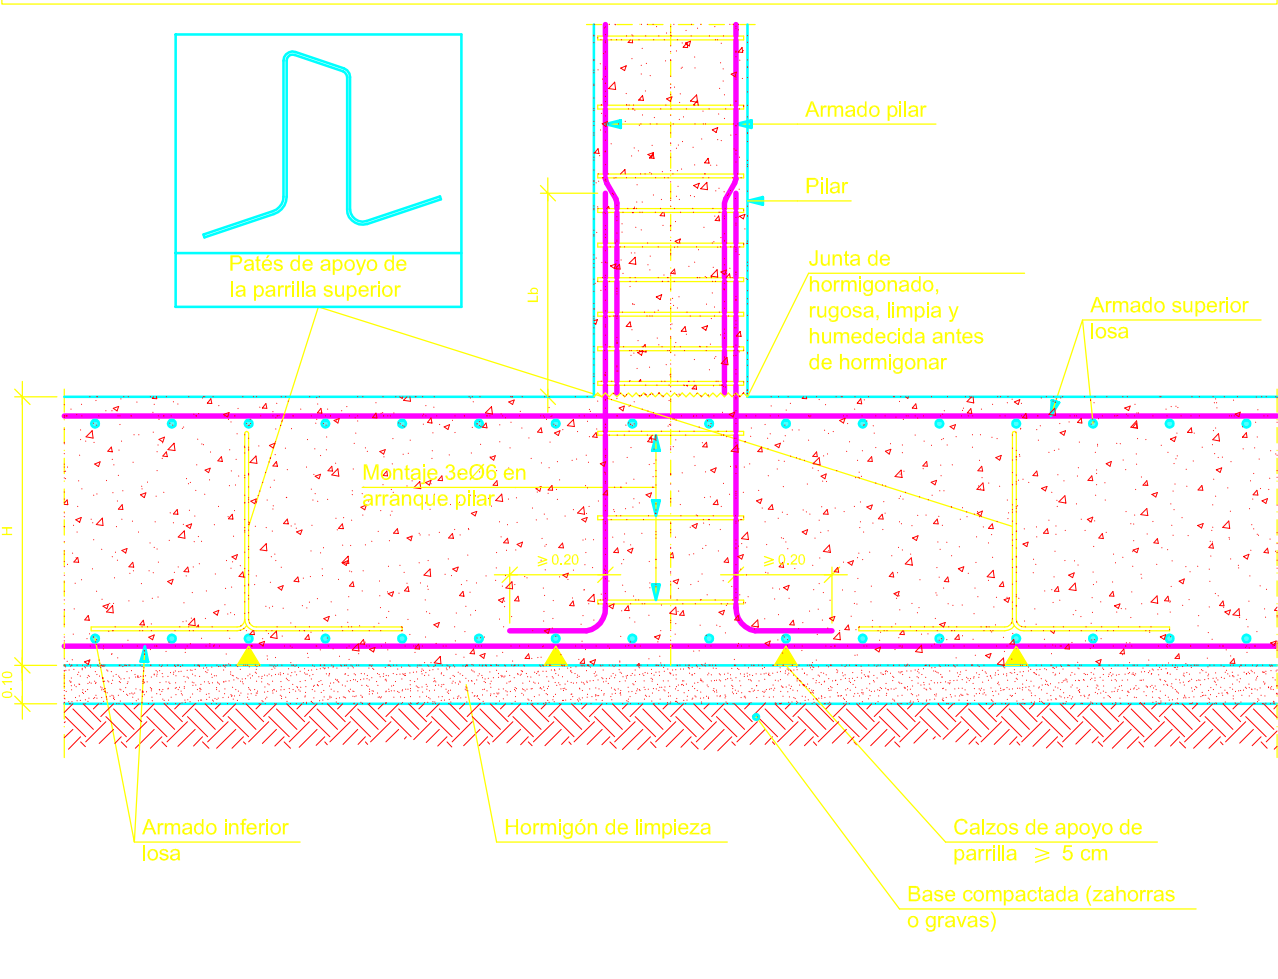 Armado pilar
Pilar
Patés de apoyo de
la parrilla superior
Junta de
hormigonado,
rugosa, limpia y
humedecida antes
de hormigonar
Lb
Armado superior
losa
Montaje 3eØ6 en
arranque pilar
H
≥ 0.20
≥ 0.20
0.10
Armado inferior
losa
Hormigón de limpieza
Calzos de apoyo de
parrilla ≥ 5 cm
Base compactada (zahorras
o gravas)